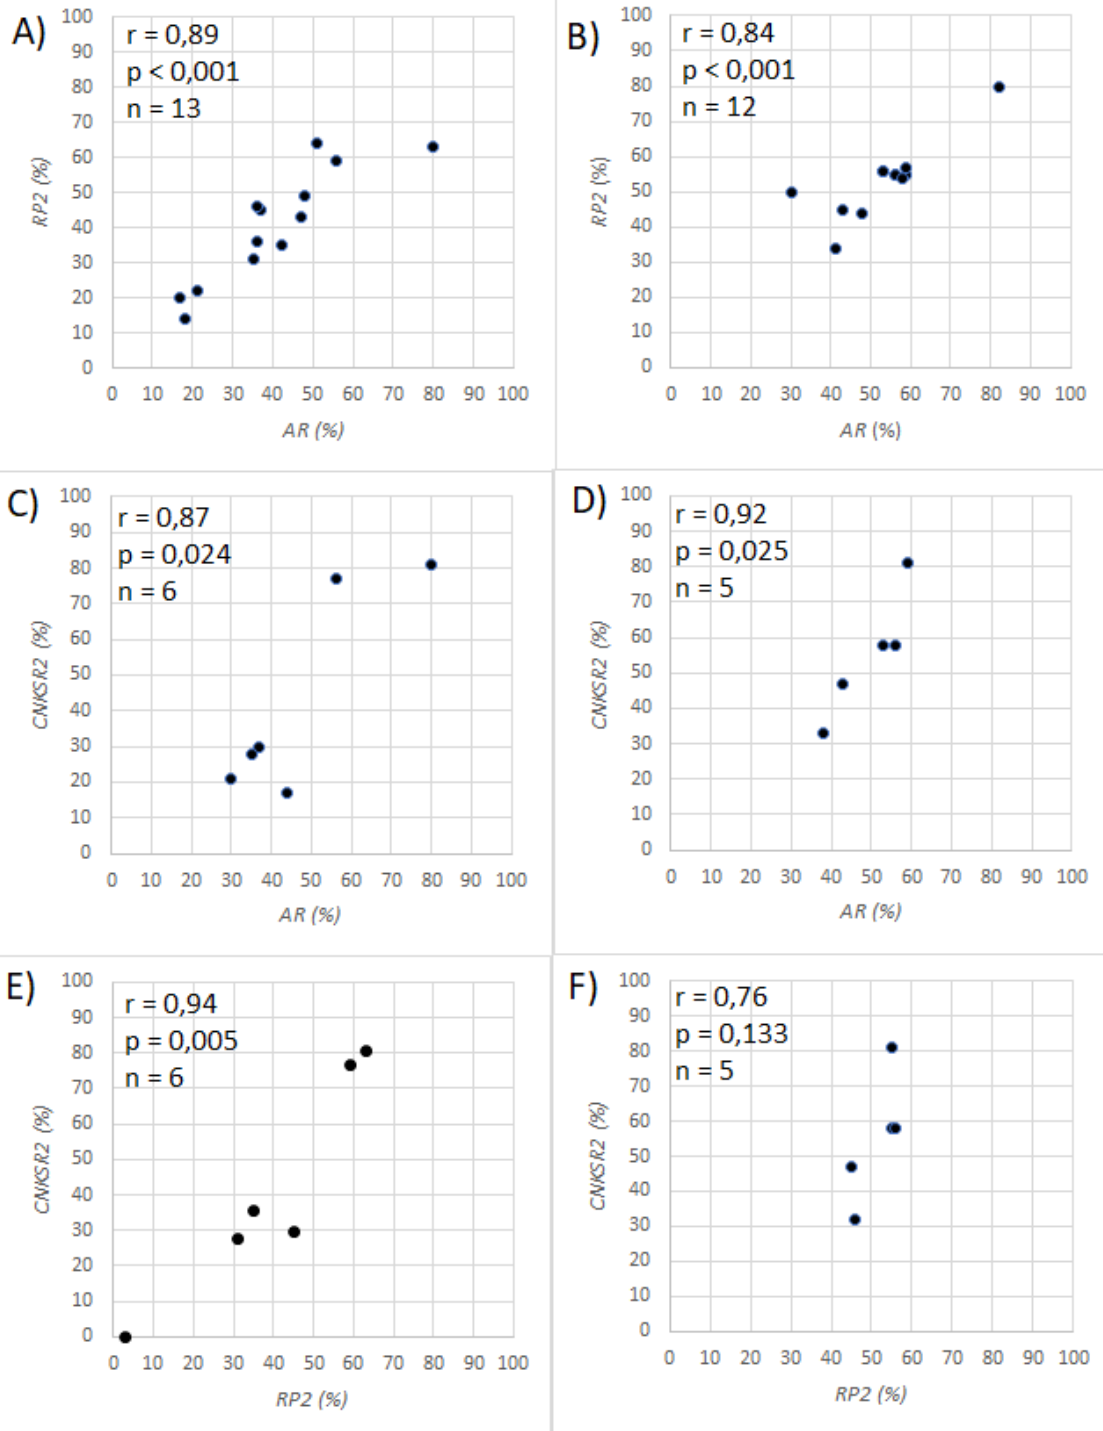 A)
r = 0,89
p < 0,001
n = 13
100
90
80
70
60
50
40
30
20
10
0
RP2 (%)
0 10 20 30 40 50 60 70 80 90 100
AR (%)
B)
r = 0,84
p < 0,001
n = 12
100
90
80
70
60
50
40
30
20
10
0
RP2 (%)
0 10 20 30 40 50 60 70 80 90 100
AR (%)
C)
r = 0,87
p = 0,024
n = 6
100
90
80
70
60
50
40
30
20
10
0
CNKSR2 (%)
0 10 20 30 40 50 60 70 80 90 100
AR (%)
D)
r = 0,92
p = 0,025
n = 5
100
90
80
70
60
50
40
30
20
10
0
CNKSR2 (%)
0 10 20 30 40 50 60 70 80 90 100
AR (%)
E)
r = 0,94
p = 0,005
n = 6
100
90
80
70
60
50
40
30
20
10
0
CNKSR2 (%)
0 10 20 30 40 50 60 70 80 90 100
RP2 (%)
F)
r = 0,76
p = 0,133
n = 5
100
90
80
70
60
50
40
30
20
10
0
CNKSR2 (%)
0 10 20 30 40 50 60 70 80 90 100
RP2 (%)